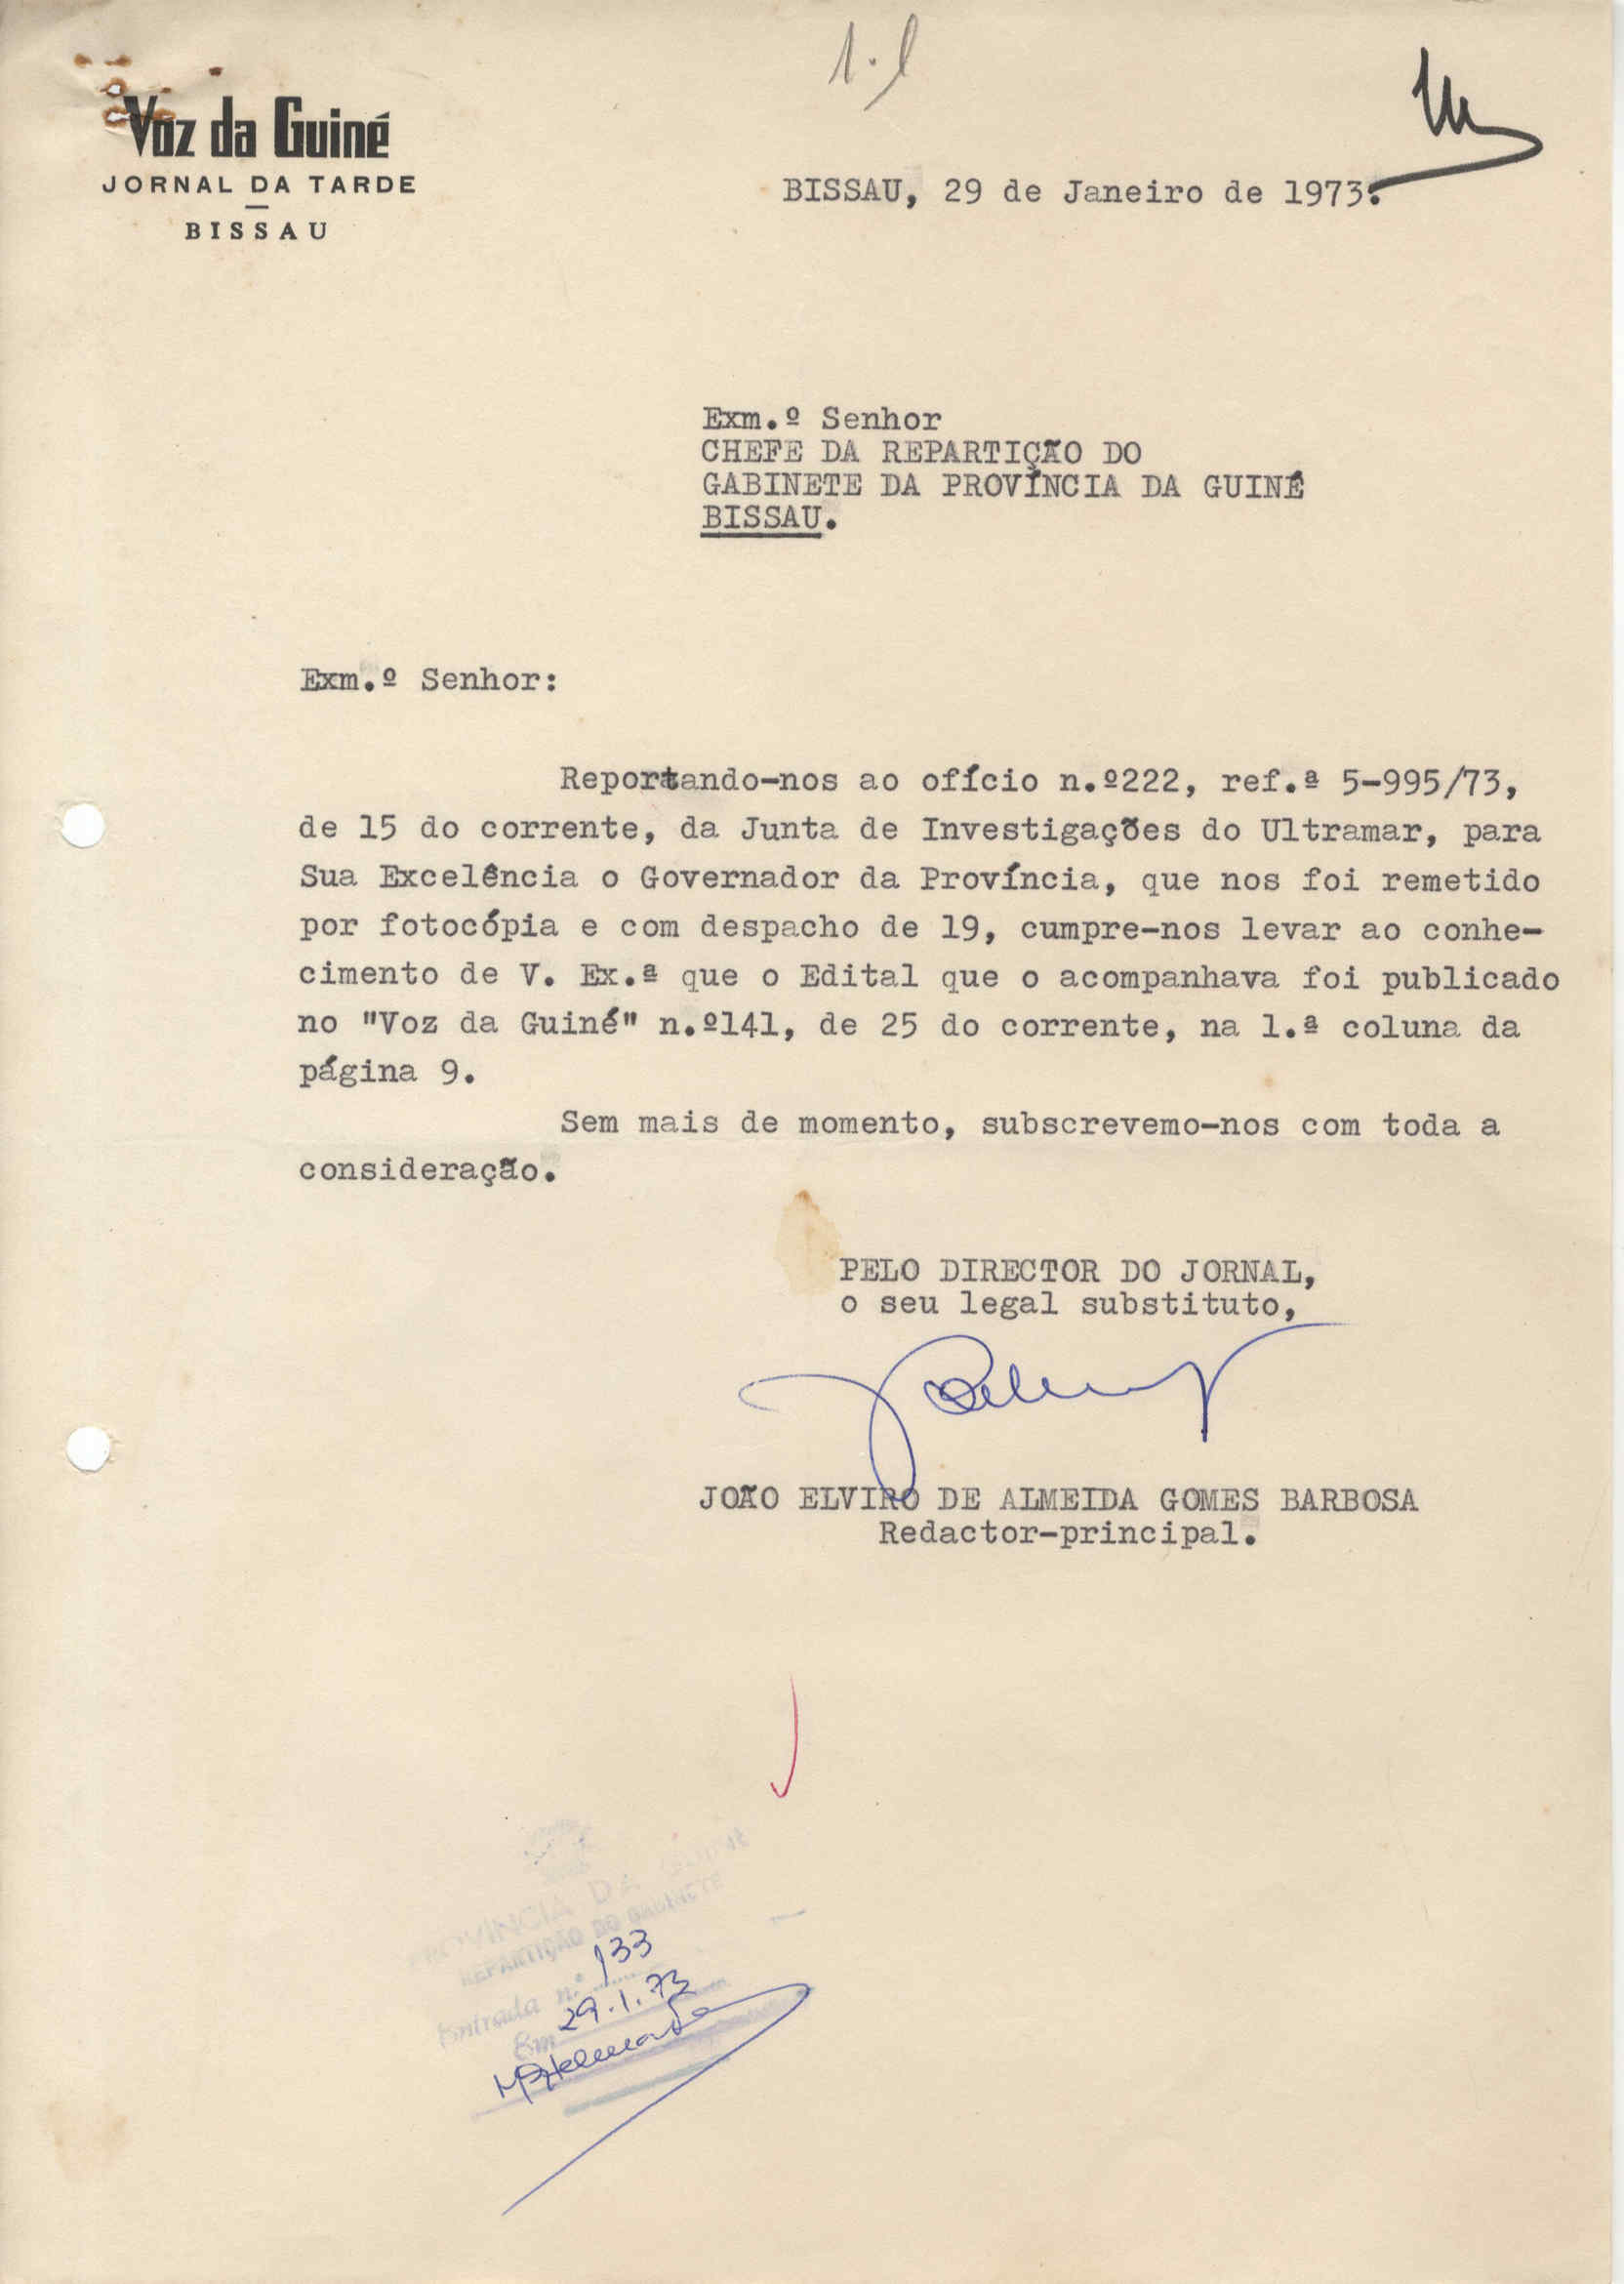 1.1
Voz da Guiné
JORNAL DA TARDE
BISSAU
BISSAU, 29 de Janeiro de 1973.
Exm.º Senhor
CHEFE DA REPARTIÇÃO DO
GABINETE DA PROVÍNCIA DA GUINÉ
BISSAU.
Exm.º Senhor:
Reportando-nos ao ofício n.º222, ref.ª 5-995/73,
de 15 do corrente, da Junta de Investigações do Ultramar, para
Sua Excelência o Governador da Província, que nos foi remetido
por fotocópia e com despacho de 19, cumpre-nos levar ao conhe-
cimento de V. Ex.ª que o Edital que o acompanhava foi publicado
no "Voz da Guiné" n.º141, de 25 do corrente, na 1.ª coluna da
página 9.
Sem mais de momento, subscrevemo-nos com toda a
consideração.
PELO DIRECTOR DO JORNAL,
o seu legal substituto,
JOÃO ELVIRO DE ALMEIDA GOMES BARBOSA
Redactor-principal.
PROVÍNCIA DA GUINÉ
REPARTIÇÃO DO GABINETE
Entrada n.º 133
Em 29.1.73